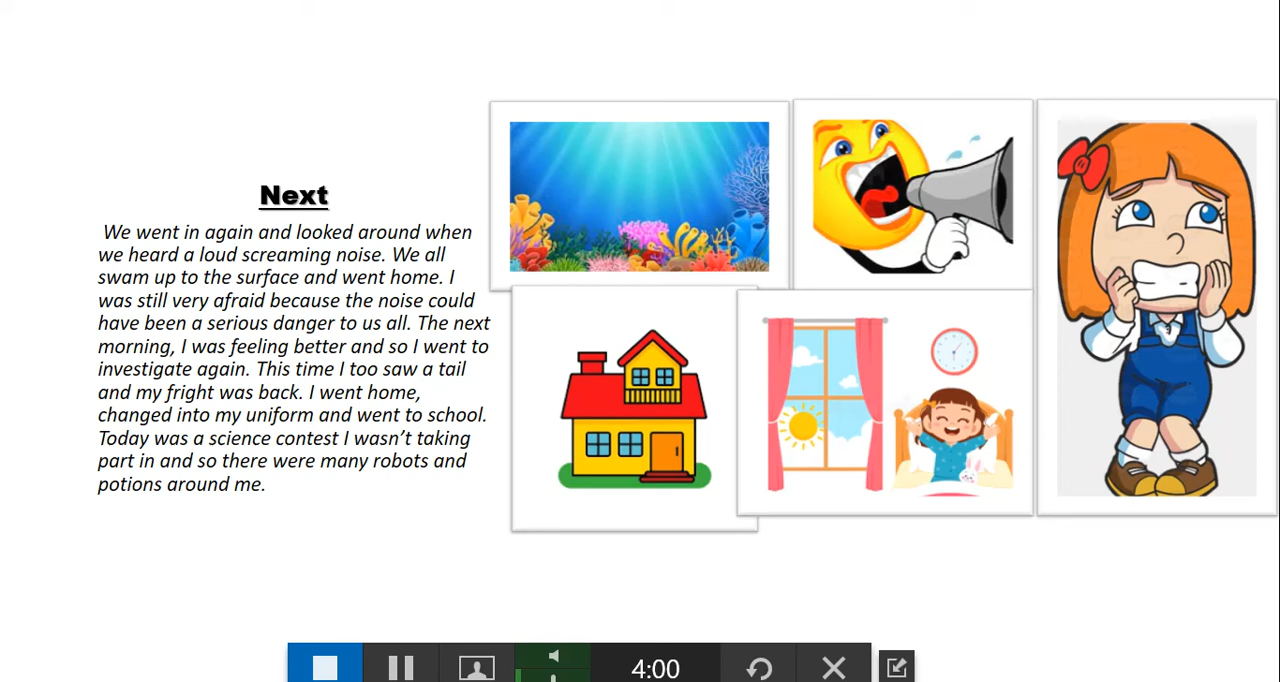 Next
We went in again and looked around when
we heard a loud screaming noise. We all
swam up to the surface and went home. I
was still very afraid because the noise could
have been a serious danger to us all. The next
morning, I was feeling better and so I went to
investigate again. This time I too saw a tail
and my fright was back. I went home,
changed into my uniform and went to school.
Today was a science contest I wasn’t taking
part in and so there were many robots and
potions around me.
4:00